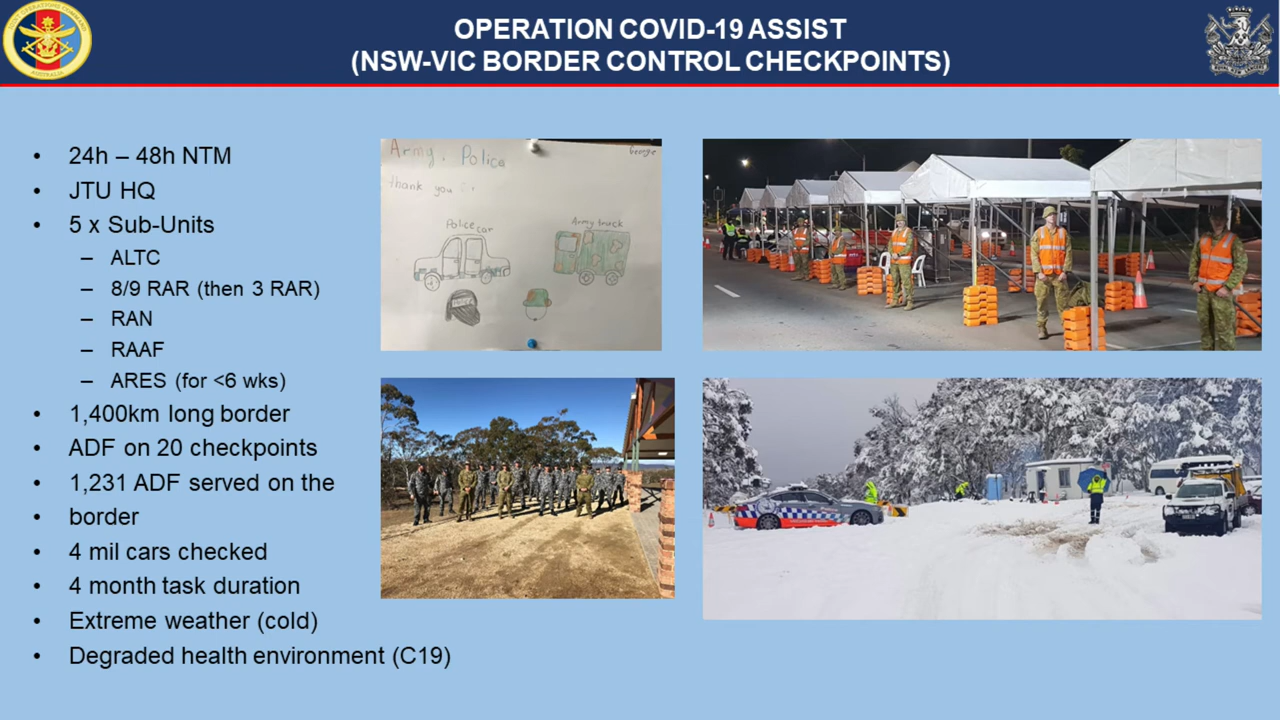 OPERATION COVID-19 ASSIST
(NSW-VIC BORDER CONTROL CHECKPOINTS)
AUSTRALIA
• 24h – 48h NTM
• JTU HQ
• 5 x Sub-Units
– ALTC
– 8/9 RAR (then 3 RAR)
– RAN
– RAAF
– ARES (for <6 wks)
• 1,400km long border
• ADF on 20 checkpoints
• 1,231 ADF served on the
• border
• 4 mil cars checked
• 4 month task duration
• Extreme weather (cold)
• Degraded health environment (C19)
Army. Police
George
thank you
Police car
Army truck